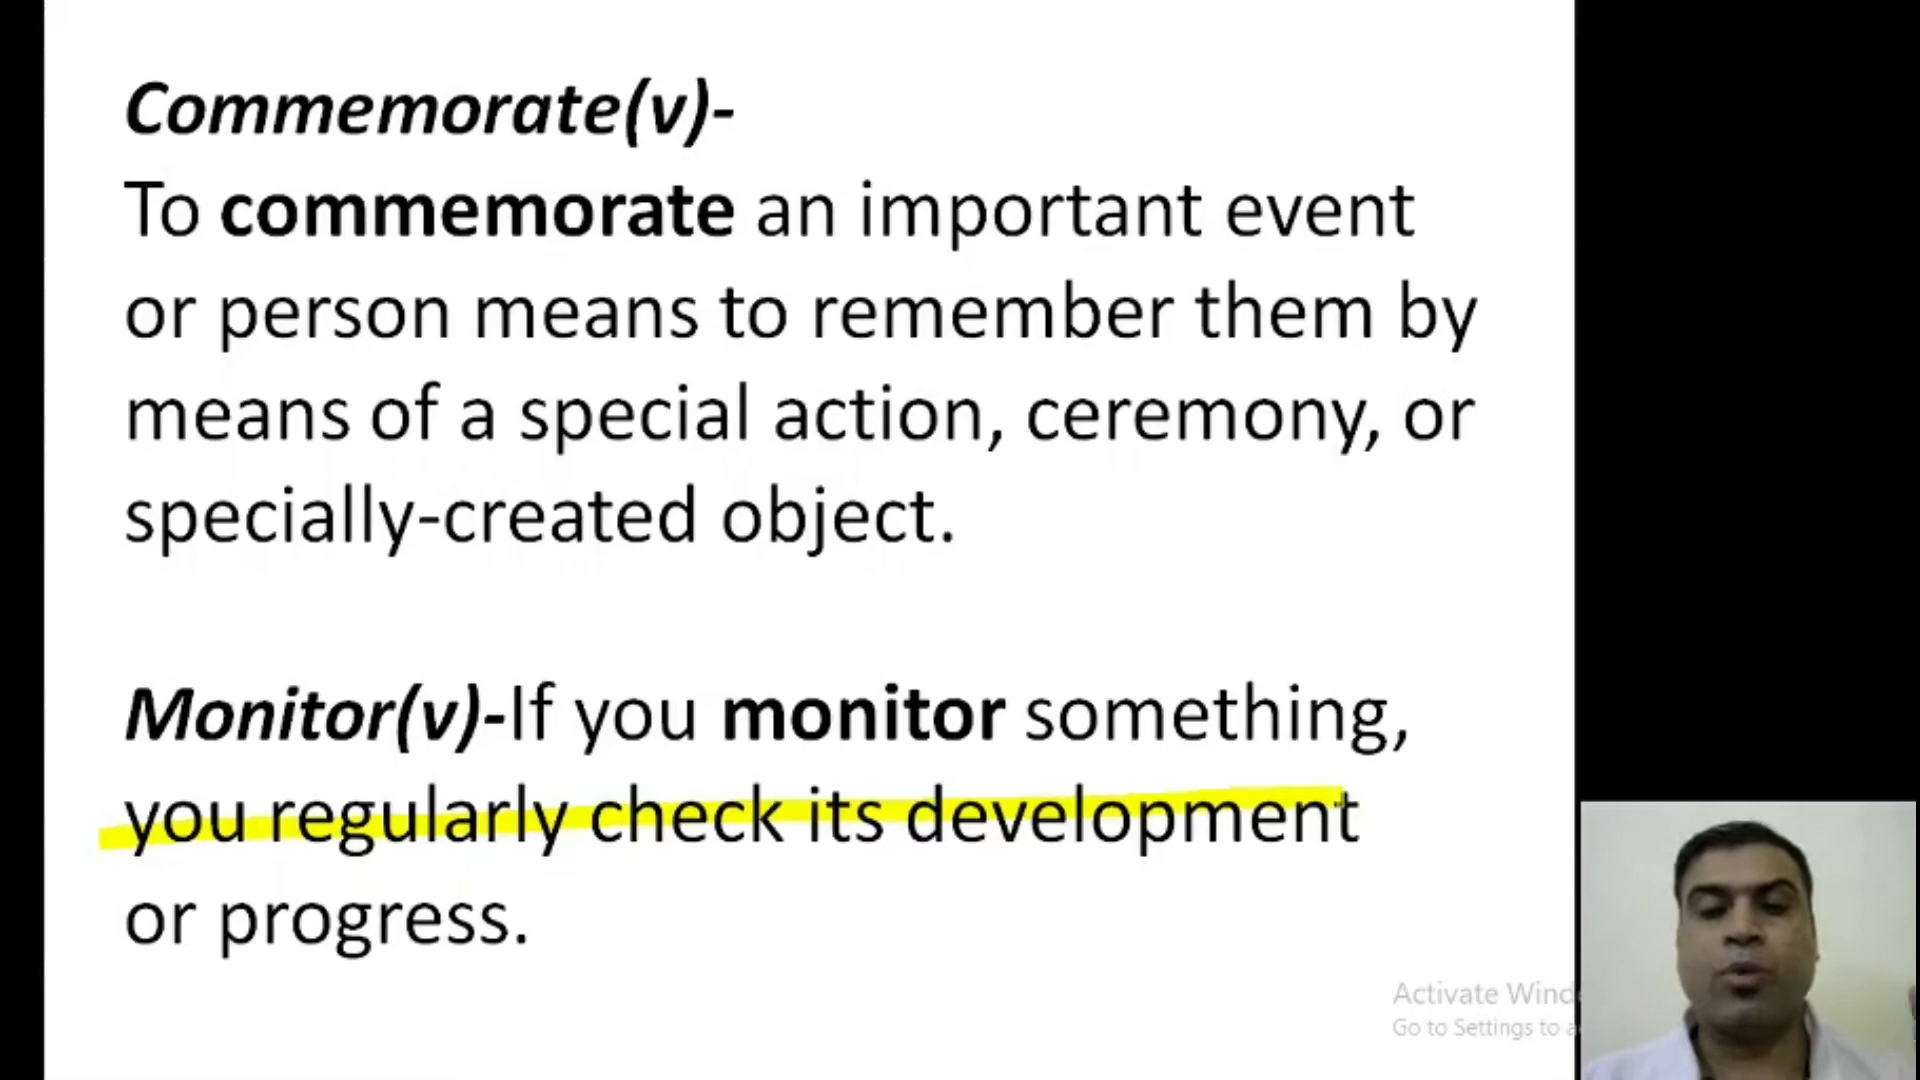 Commemorate(v)-
To commemorate an important event
or person means to remember them by
means of a special action, ceremony, or
specially-created object.
Monitor(v)-If you monitor something,
you regularly check its development
or progress.
Activate Wind
Go to Settings to a